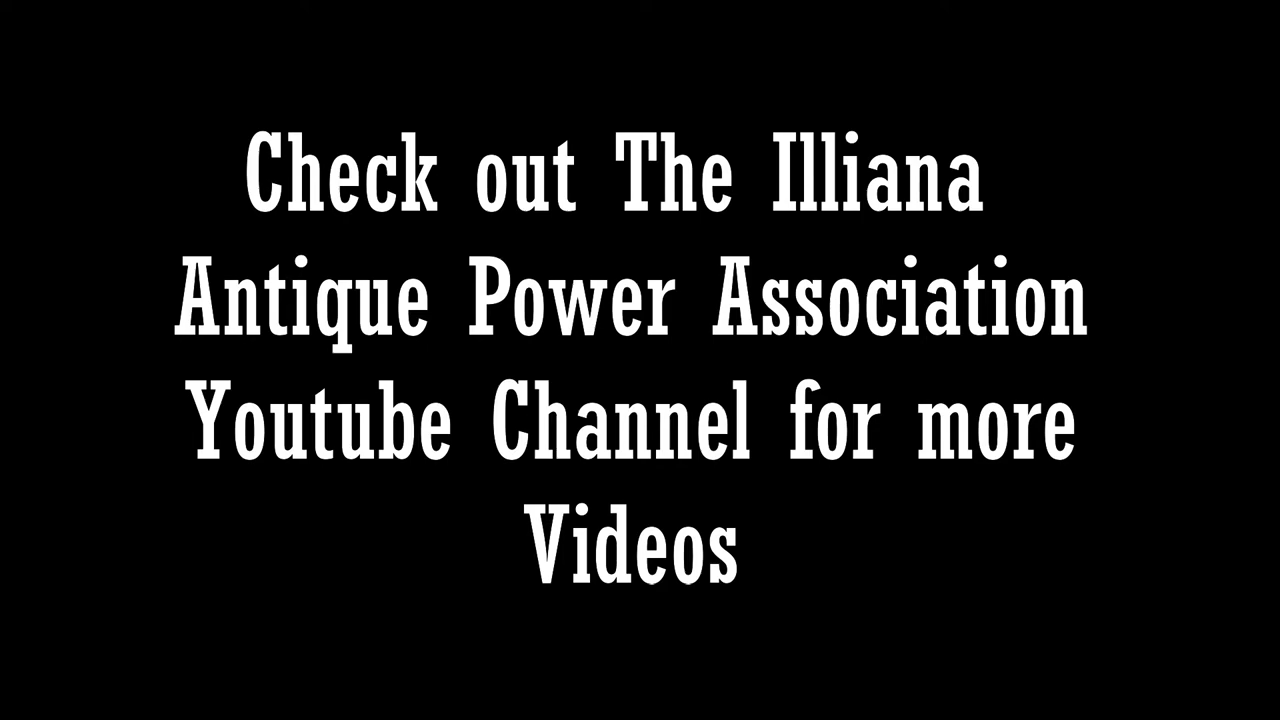 Check out The Illiana
Antique Power Association
Youtube Channel for more
Videos